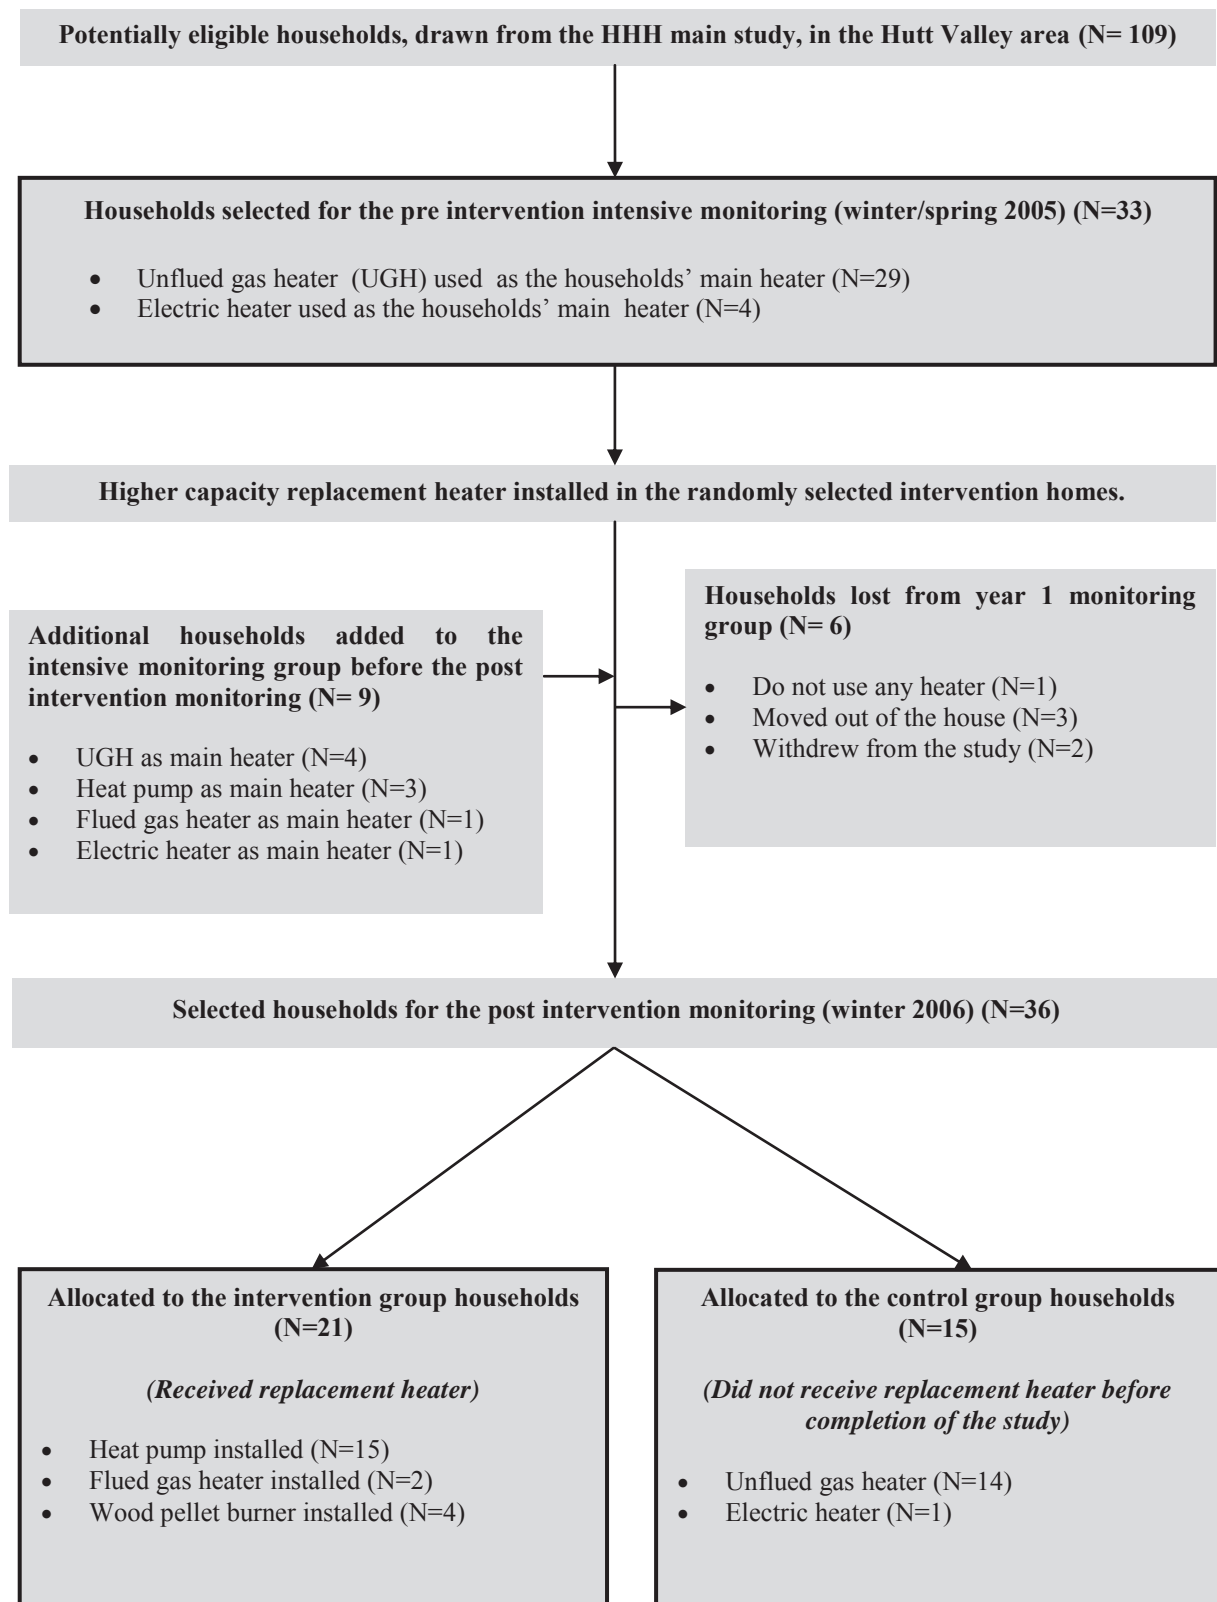 Potentially eligible households, drawn from the HHH main study, in the Hutt Valley area (N= 109)
Households selected for the pre intervention intensive monitoring (winter/spring 2005) (N=33)
• Unflued gas heater (UGH) used as the households’ main heater (N=29)
• Electric heater used as the households’ main heater (N=4)
Higher capacity replacement heater installed in the randomly selected intervention homes.
Additional households added to the
intensive monitoring group before the post
intervention monitoring (N= 9)
• UGH as main heater (N=4)
• Heat pump as main heater (N=3)
• Flued gas heater as main heater (N=1)
• Electric heater as main heater (N=1)
Households lost from year 1 monitoring
group (N= 6)
• Do not use any heater (N=1)
• Moved out of the house (N=3)
• Withdrew from the study (N=2)
Selected households for the post intervention monitoring (winter 2006) (N=36)
Allocated to the intervention group households
(N=21)
(Received replacement heater)
• Heat pump installed (N=15)
• Flued gas heater installed (N=2)
• Wood pellet burner installed (N=4)
Allocated to the control group households
(N=15)
(Did not receive replacement heater before
completion of the study)
• Unflued gas heater (N=14)
• Electric heater (N=1)